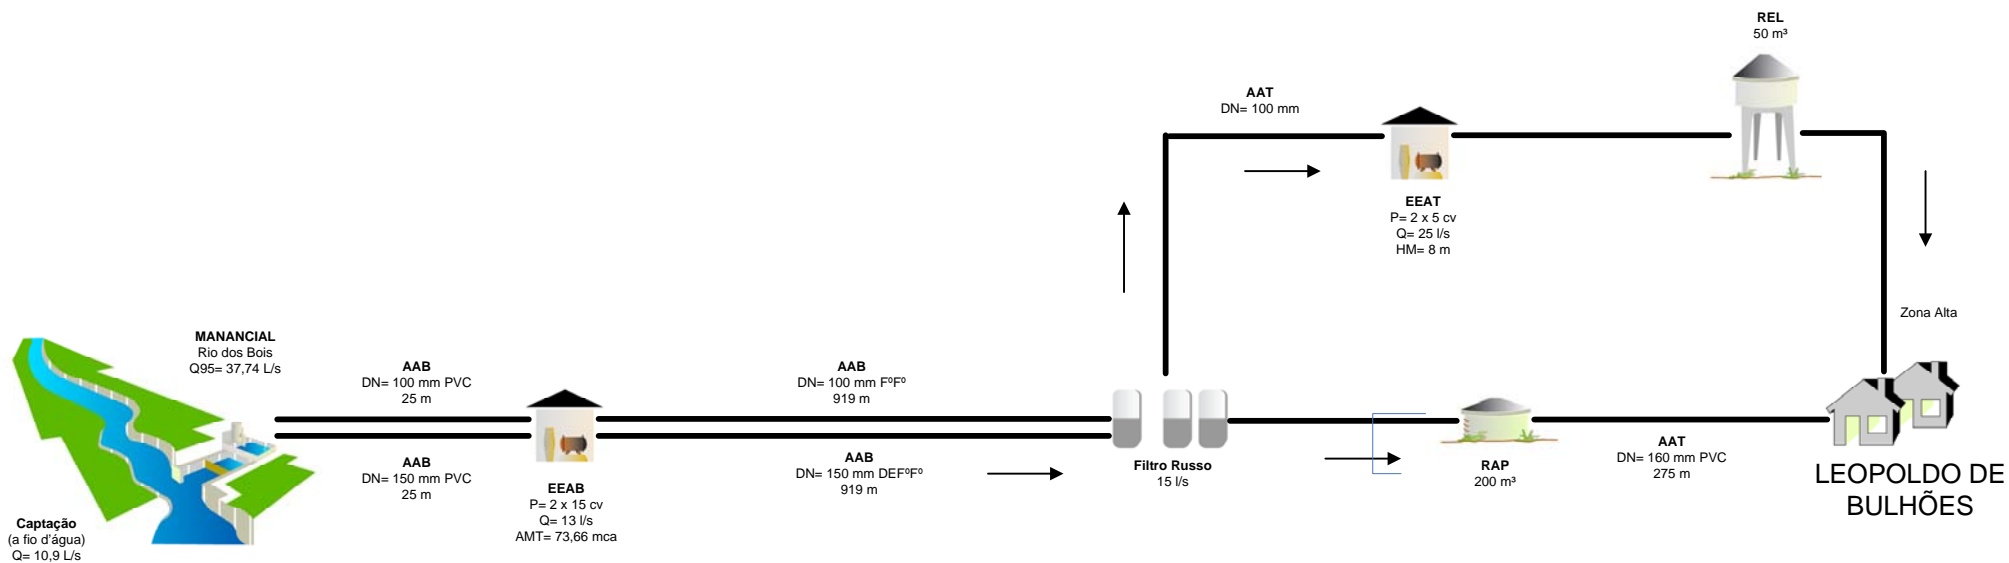 REL
50 m³
AAT
DN= 100 mm
EEAT
P= 2 x 5 cv
Q= 25 l/s
HM= 8 m
Zona Alta
MANANCIAL
Rio dos Bois
Q95= 37,74 L/s
AAB
DN= 100 mm PVC
25 m
AAB
DN= 100 mm FºFº
919 m
AAB
DN= 150 mm PVC
25 m
EEAB
P= 2 x 15 cv
Q= 13 l/s
AMT= 73,66 mca
AAB
DN= 150 mm DEFºFº
919 m
Filtro Russo
15 l/s
RAP
200 m³
AAT
DN= 160 mm PVC
275 m
LEOPOLDO DE
BULHÕES
Captação
(a fio d'água)
Q= 10,9 L/s